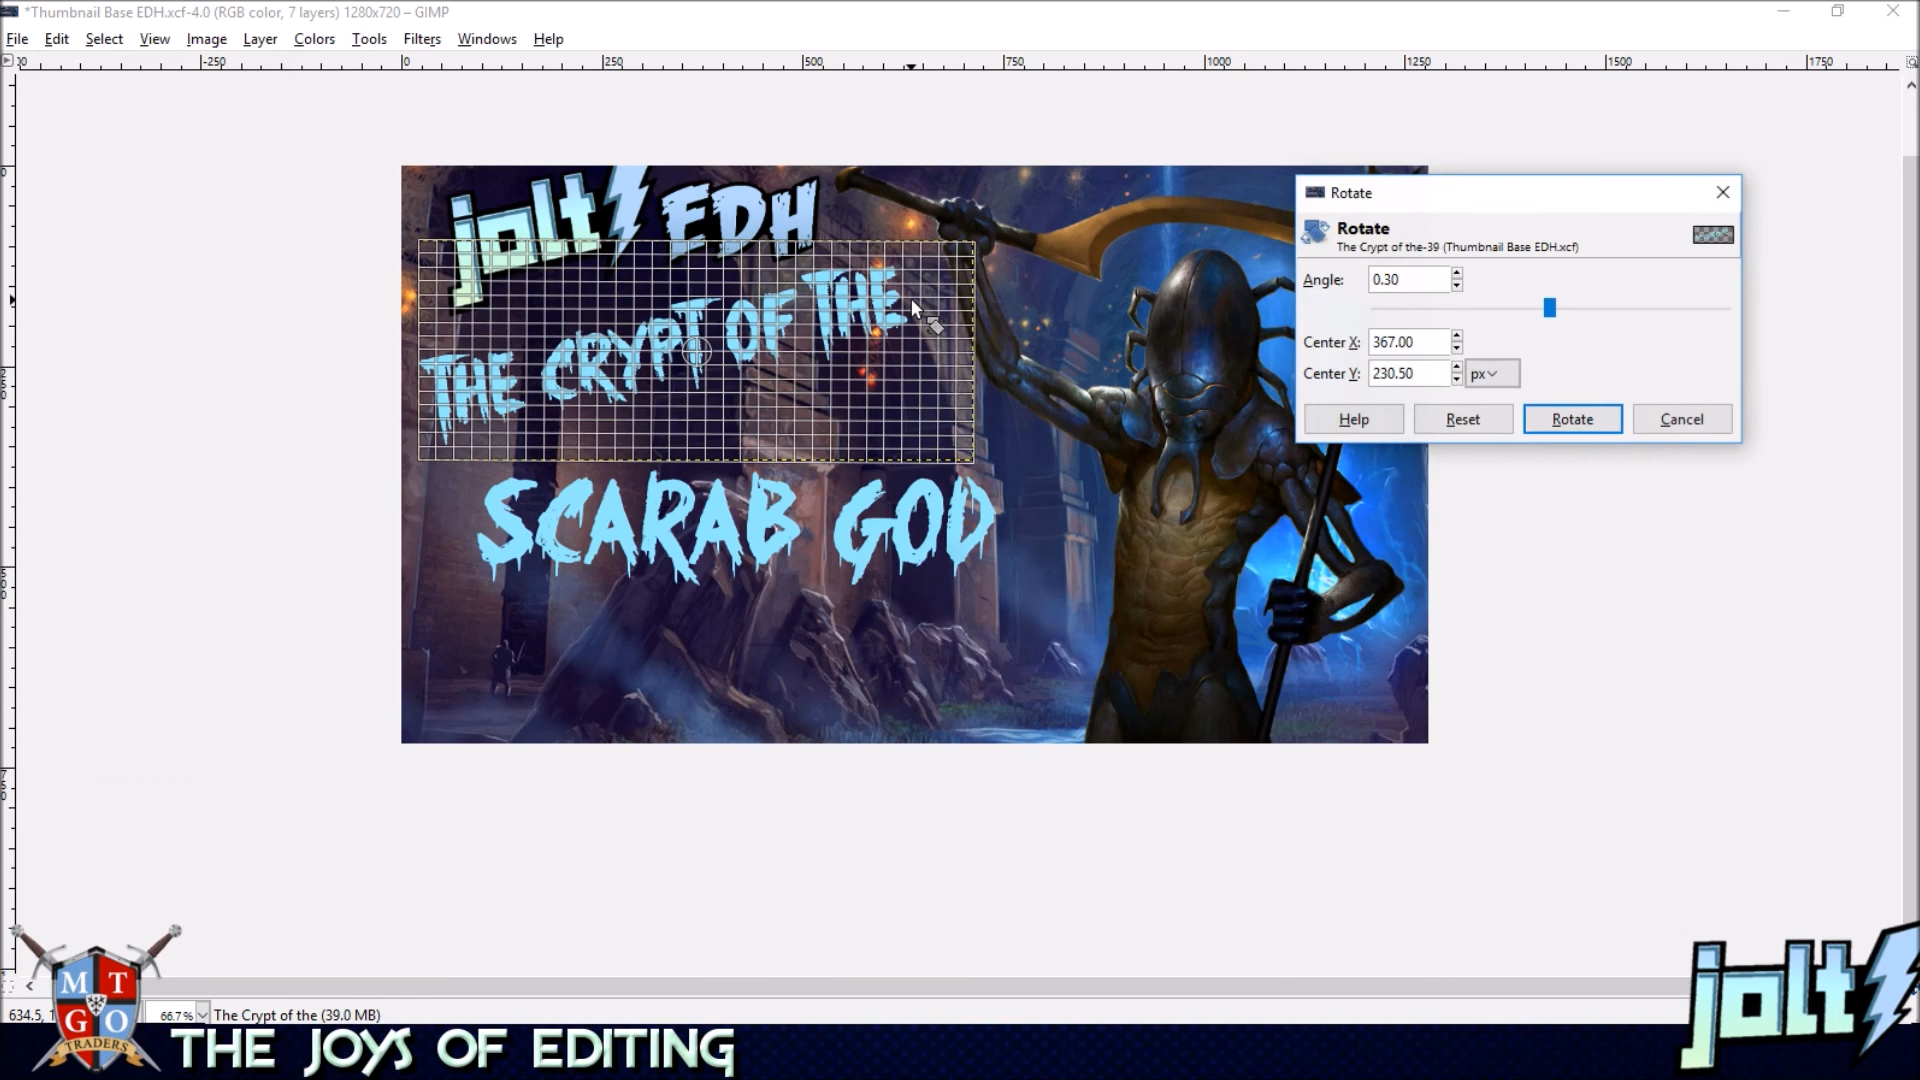 *Thumbnail Base EDH.xcf-4.0 (RGB color, 7 layers) 1280x720 – GIMP
File Edit Select View Image Layer Colors Tools Filters Windows Help
-250 0 250 500 750 1000 1250 1500 1750
jolt EDH
THE CRYPT OF THE
SCARAB GOD
Rotate
Rotate
The Crypt of the-39 (Thumbnail Base EDH.xcf)
Angle: 0.30
Center X: 367.00
Center Y: 230.50 px
Help Reset Rotate Cancel
634.5, 66.7% The Crypt of the (39.0 MB)
MTGO
TRADERS
THE JOYS OF EDITING
jolt